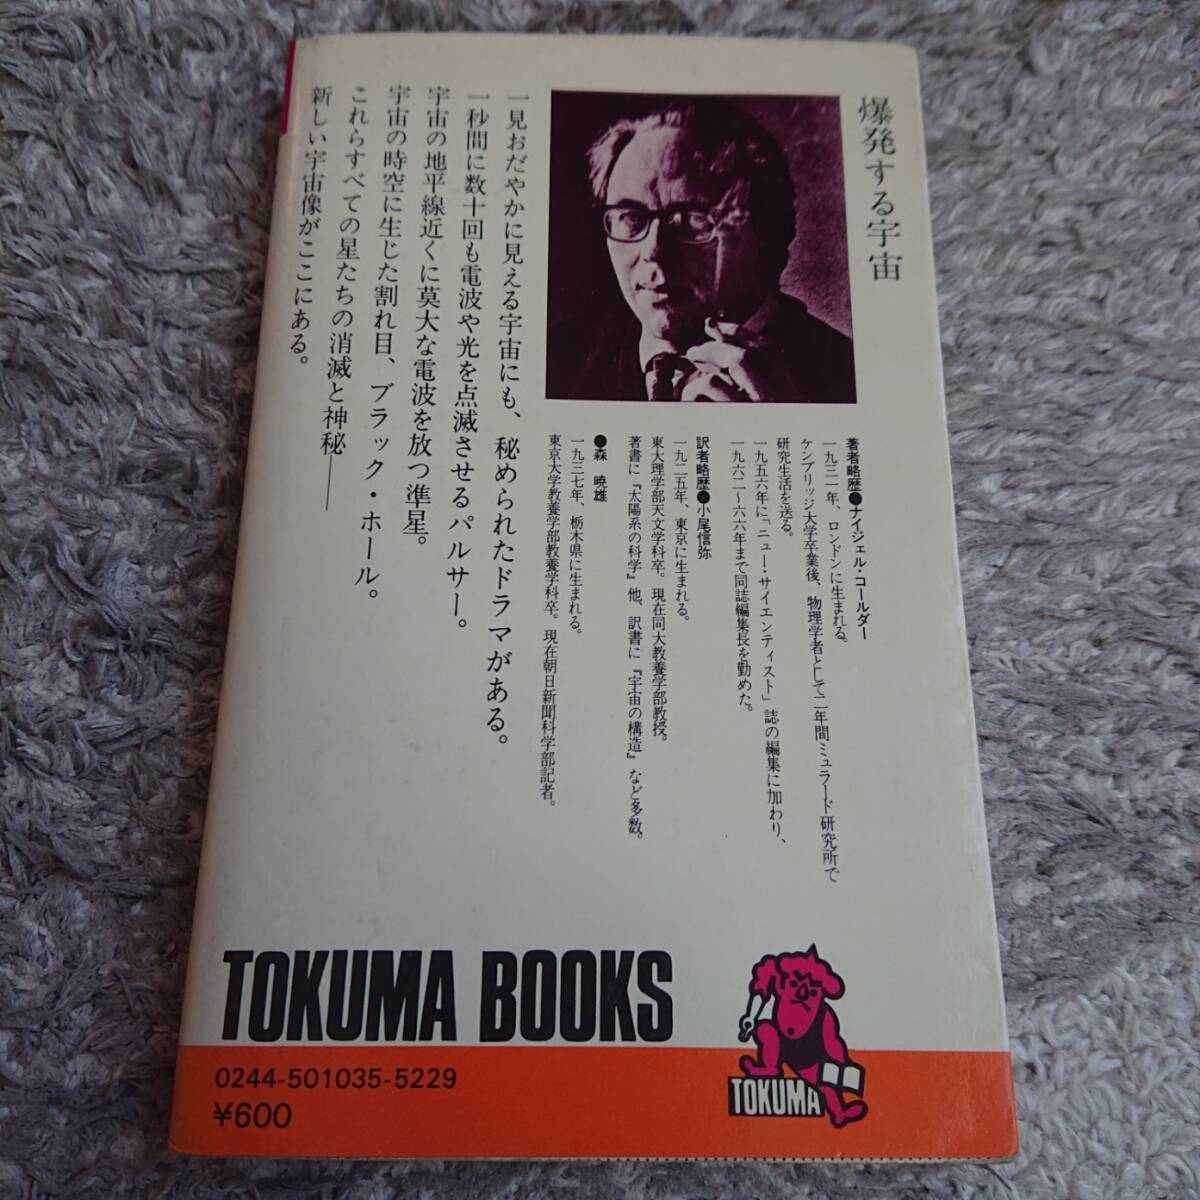 爆発する宇宙
著者略歴●ナイジェル・コールダー
一九三一年、ロンドンに生まれる。
ケンブリッジ大学卒業後、物理学者として二年間ミュラード研究所で
研究生活を送る。
一九五六年に「ニュー・サイエンティスト」誌の編集に加わり、
一九六二〜六六年まで同誌編集長を勤めた。
訳者略歴●小尾信弥
一九二五年、東京に生まれる。
東大理学部天文学科卒。現在同大教養学部教授。
著書に『太陽系の科学』他、訳書に『宇宙の構造』など多数。
●森 暁雄
一九三七年、栃木県に生まれる。
東京大学教養学部教養学科卒。現在朝日新聞科学部記者。
一見おだやかに見える宇宙にも、秘められたドラマがある。
一秒間に数十回も電波や光を点滅させるパルサー。
宇宙の地平線近くに莫大な電波を放つ準星。
宇宙の時空に生じた割れ目、ブラック・ホール。
これらすべての星たちの消滅と神秘——
新しい宇宙像がここにある。
TOKUMA BOOKS
TOKUMA
0244-501035-5229
¥600